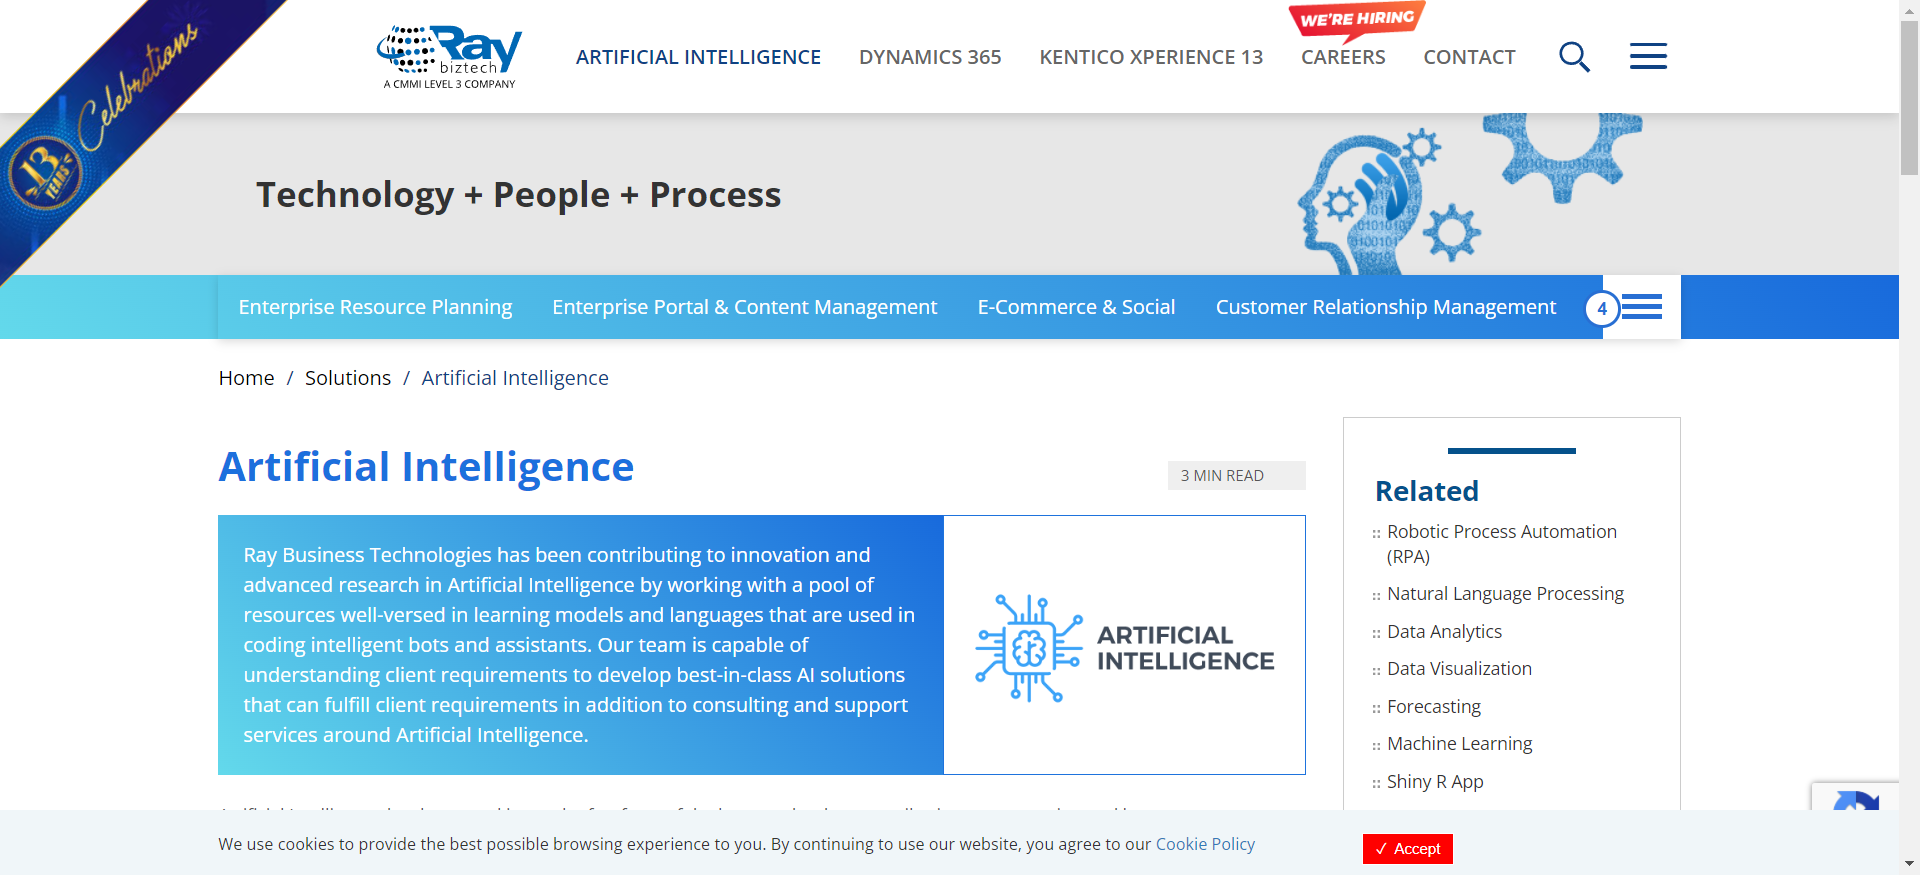 13
YEARS
Celebrations
Ray
biztech
A CMMI LEVEL 3 COMPANY
ARTIFICIAL INTELLIGENCE
DYNAMICS 365
KENTICO XPERIENCE 13
WE'RE HIRING
CAREERS
CONTACT
Technology + People + Process
Enterprise Resource Planning
Enterprise Portal & Content Management
E-Commerce & Social
Customer Relationship Management
4
Home / Solutions / Artificial Intelligence
Artificial Intelligence
3 MIN READ
Ray Business Technologies has been contributing to innovation and
advanced research in Artificial Intelligence by working with a pool of
resources well-versed in learning models and languages that are used in
coding intelligent bots and assistants. Our team is capable of
understanding client requirements to develop best-in-class AI solutions
that can fulfill client requirements in addition to consulting and support
services around Artificial Intelligence.
ARTIFICIAL
INTELLIGENCE
Related
Robotic Process Automation
(RPA)
Natural Language Processing
Data Analytics
Data Visualization
Forecasting
Machine Learning
Shiny R App
We use cookies to provide the best possible browsing experience to you. By continuing to use our website, you agree to our Cookie Policy
✓ Accept